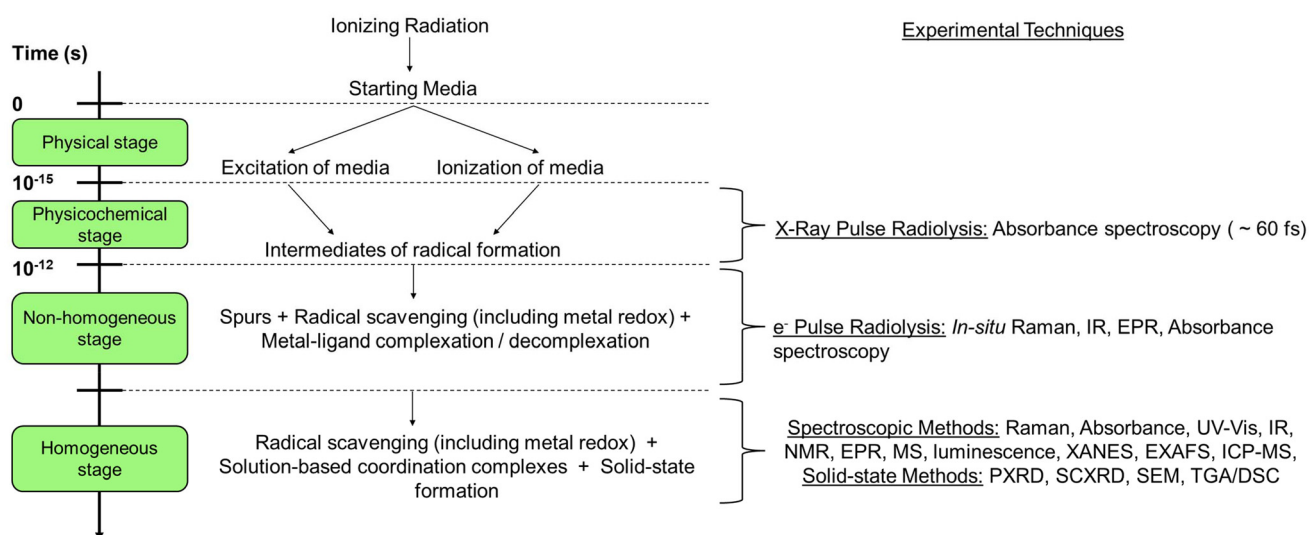 Ionizing Radiation
Experimental Techniques
Time (s)
Starting Media
0
Physical stage
Excitation of media
Ionization of media
10⁻¹⁵
Physicochemical
stage
X-Ray Pulse Radiolysis: Absorbance spectroscopy ( ~ 60 fs)
Intermediates of radical formation
10⁻¹²
Non-homogeneous
stage
Spurs + Radical scavenging (including metal redox) +
Metal-ligand complexation / decomplexation
e⁻ Pulse Radiolysis: In-situ Raman, IR, EPR, Absorbance
spectroscopy
Homogeneous
stage
Radical scavenging (including metal redox) +
Solution-based coordination complexes + Solid-state
formation
Spectroscopic Methods: Raman, Absorbance, UV-Vis, IR,
NMR, EPR, MS, luminescence, XANES, EXAFS, ICP-MS,
Solid-state Methods: PXRD, SCXRD, SEM, TGA/DSC